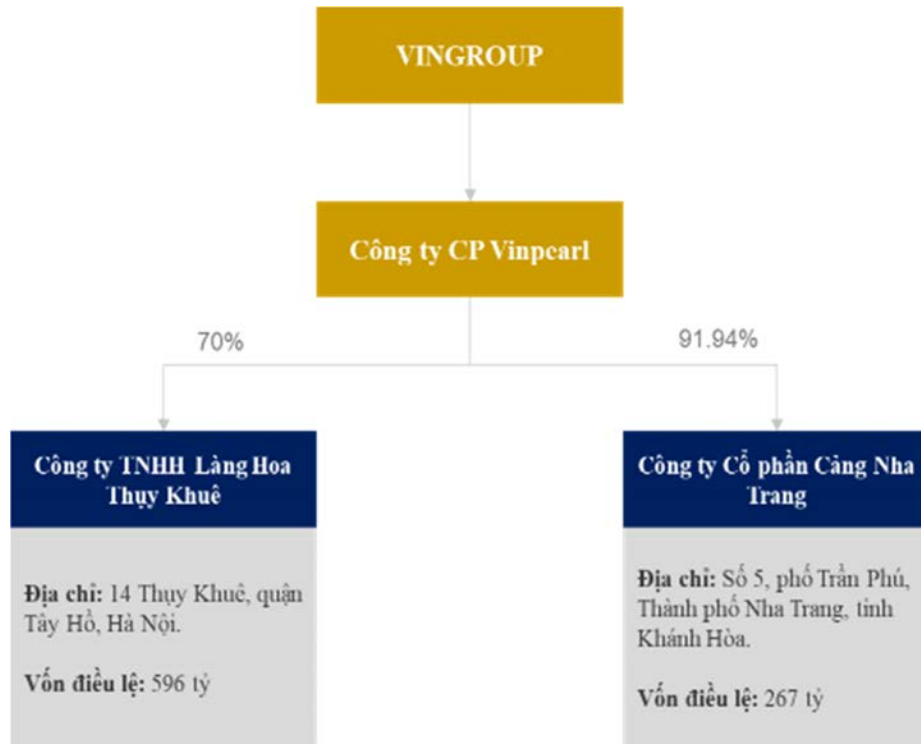 VINGROUP
Công ty CP Vinpearl
70%
91.94%
Công ty TNHH Làng Hoa
Thụy Khuê
Địa chỉ: 14 Thụy Khuê, quận
Tây Hồ, Hà Nội.
Vốn điều lệ: 596 tỷ
Công ty Cổ phần Cảng Nha
Trang
Địa chỉ: Số 5, phố Trần Phú,
Thành phố Nha Trang, tỉnh
Khánh Hòa.
Vốn điều lệ: 267 tỷ